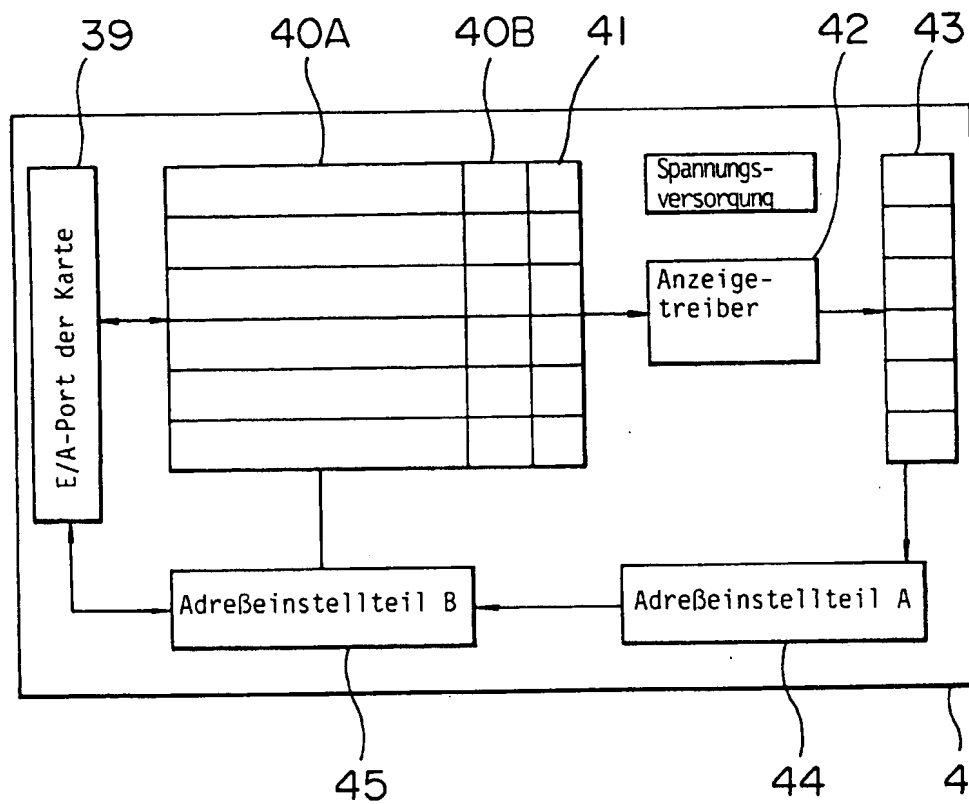 39 40A 40B 41 42 43
Spannungs-
versorgung
Anzeige-
treiber
E/A-Port der Karte
Adreßeinstellteil B
Adreßeinstellteil A
45 44 4